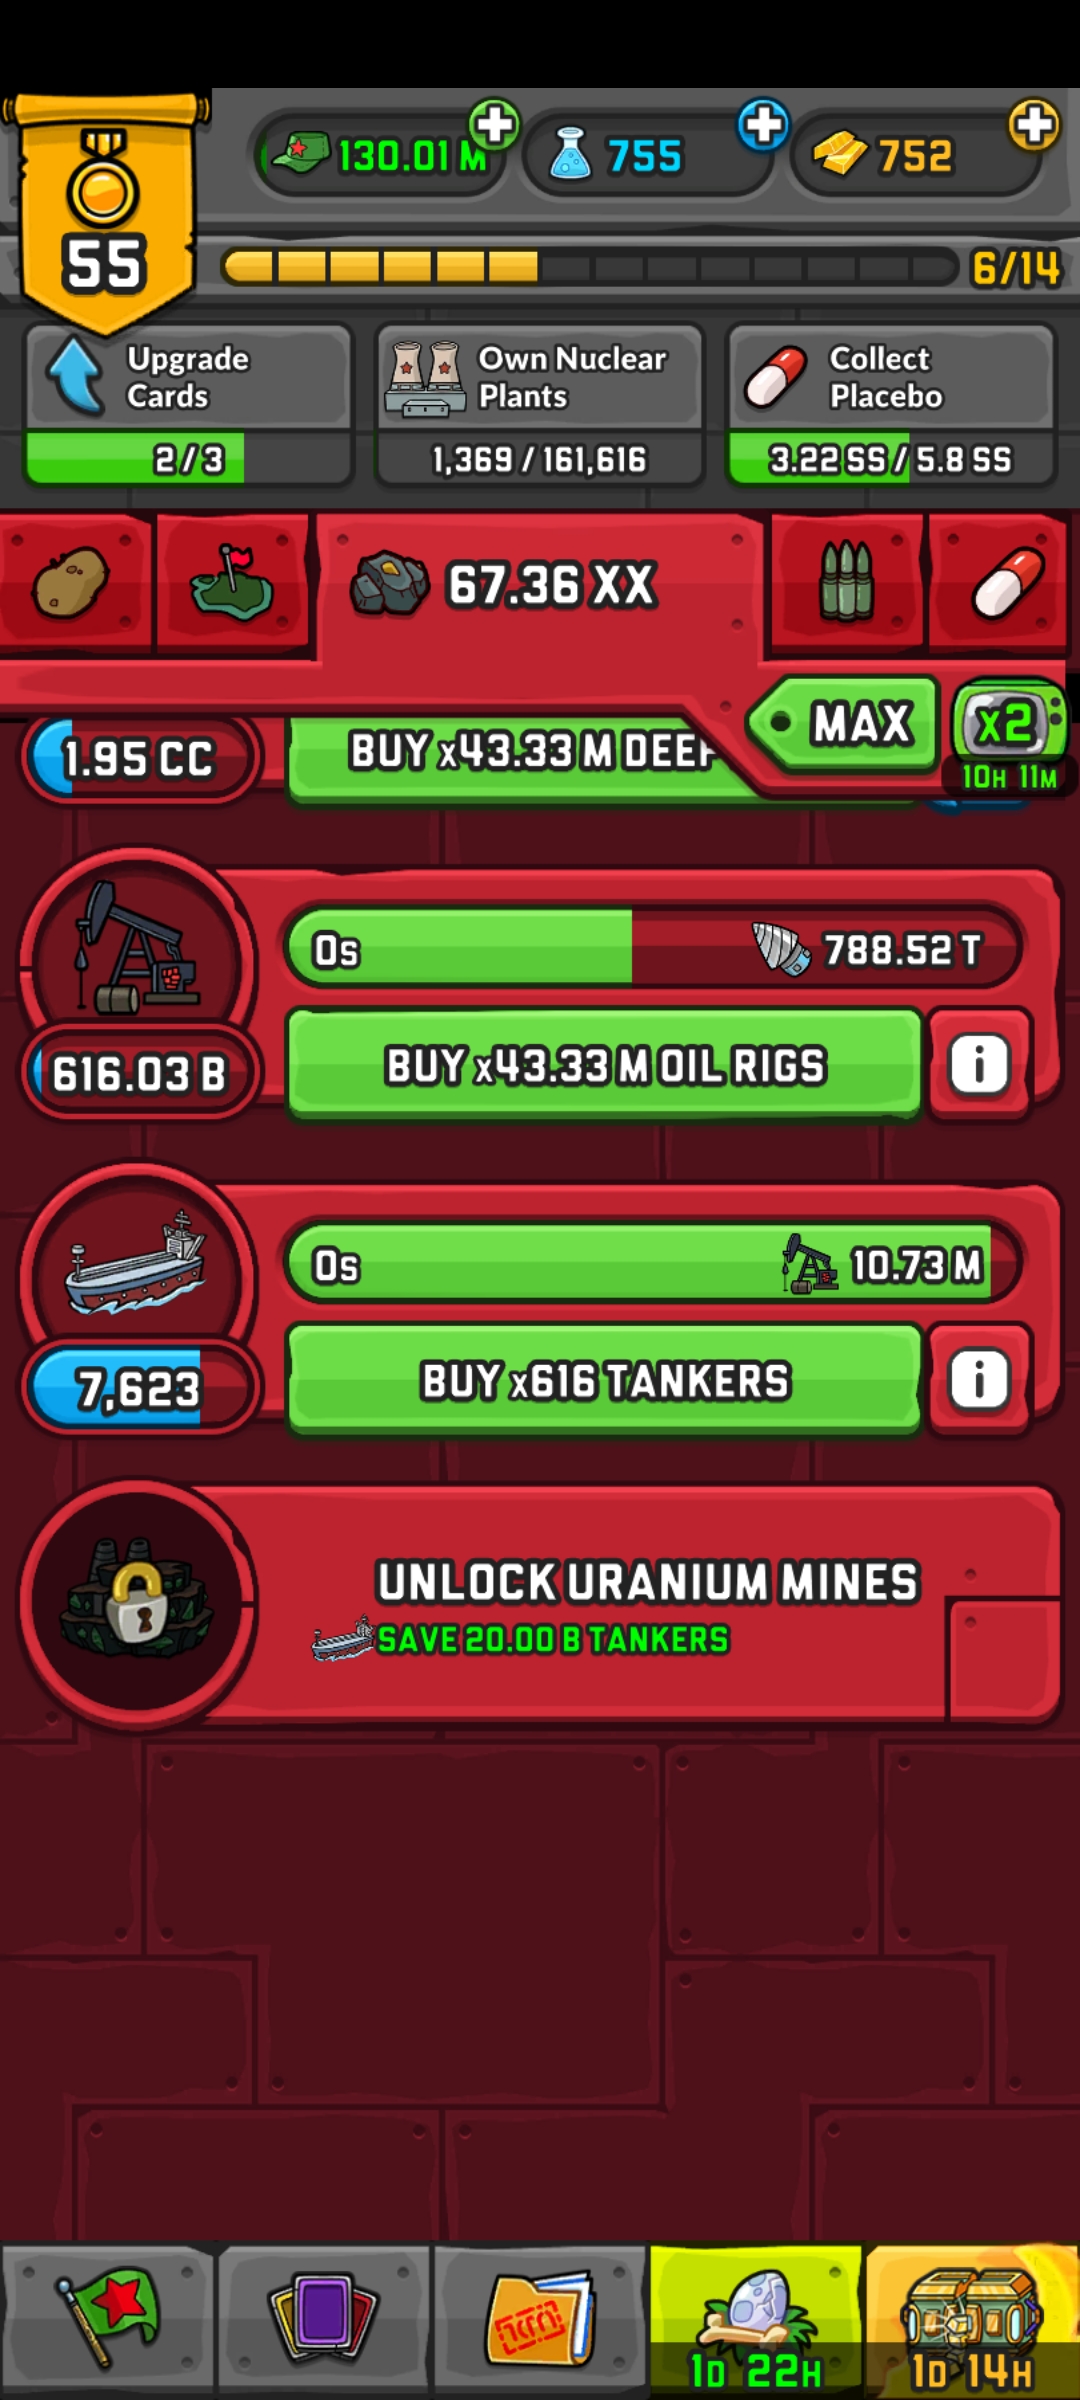 130.01 M
755
752
55
6/14
Upgrade
Cards
2/3
Own Nuclear
Plants
1,369 / 161,616
Collect
Placebo
3.22 SS / 5.8 SS
67.36 XX
MAX
x2
10H 11M
1.95 CC
BUY x43.33 M DEEP
0s
788.52 T
616.03 B
BUY x43.33 M OIL RIGS
i
0s
10.73 M
7,623
BUY x616 TANKERS
i
UNLOCK URANIUM MINES
SAVE 20.00 B TANKERS
1D 22H
1D 14H